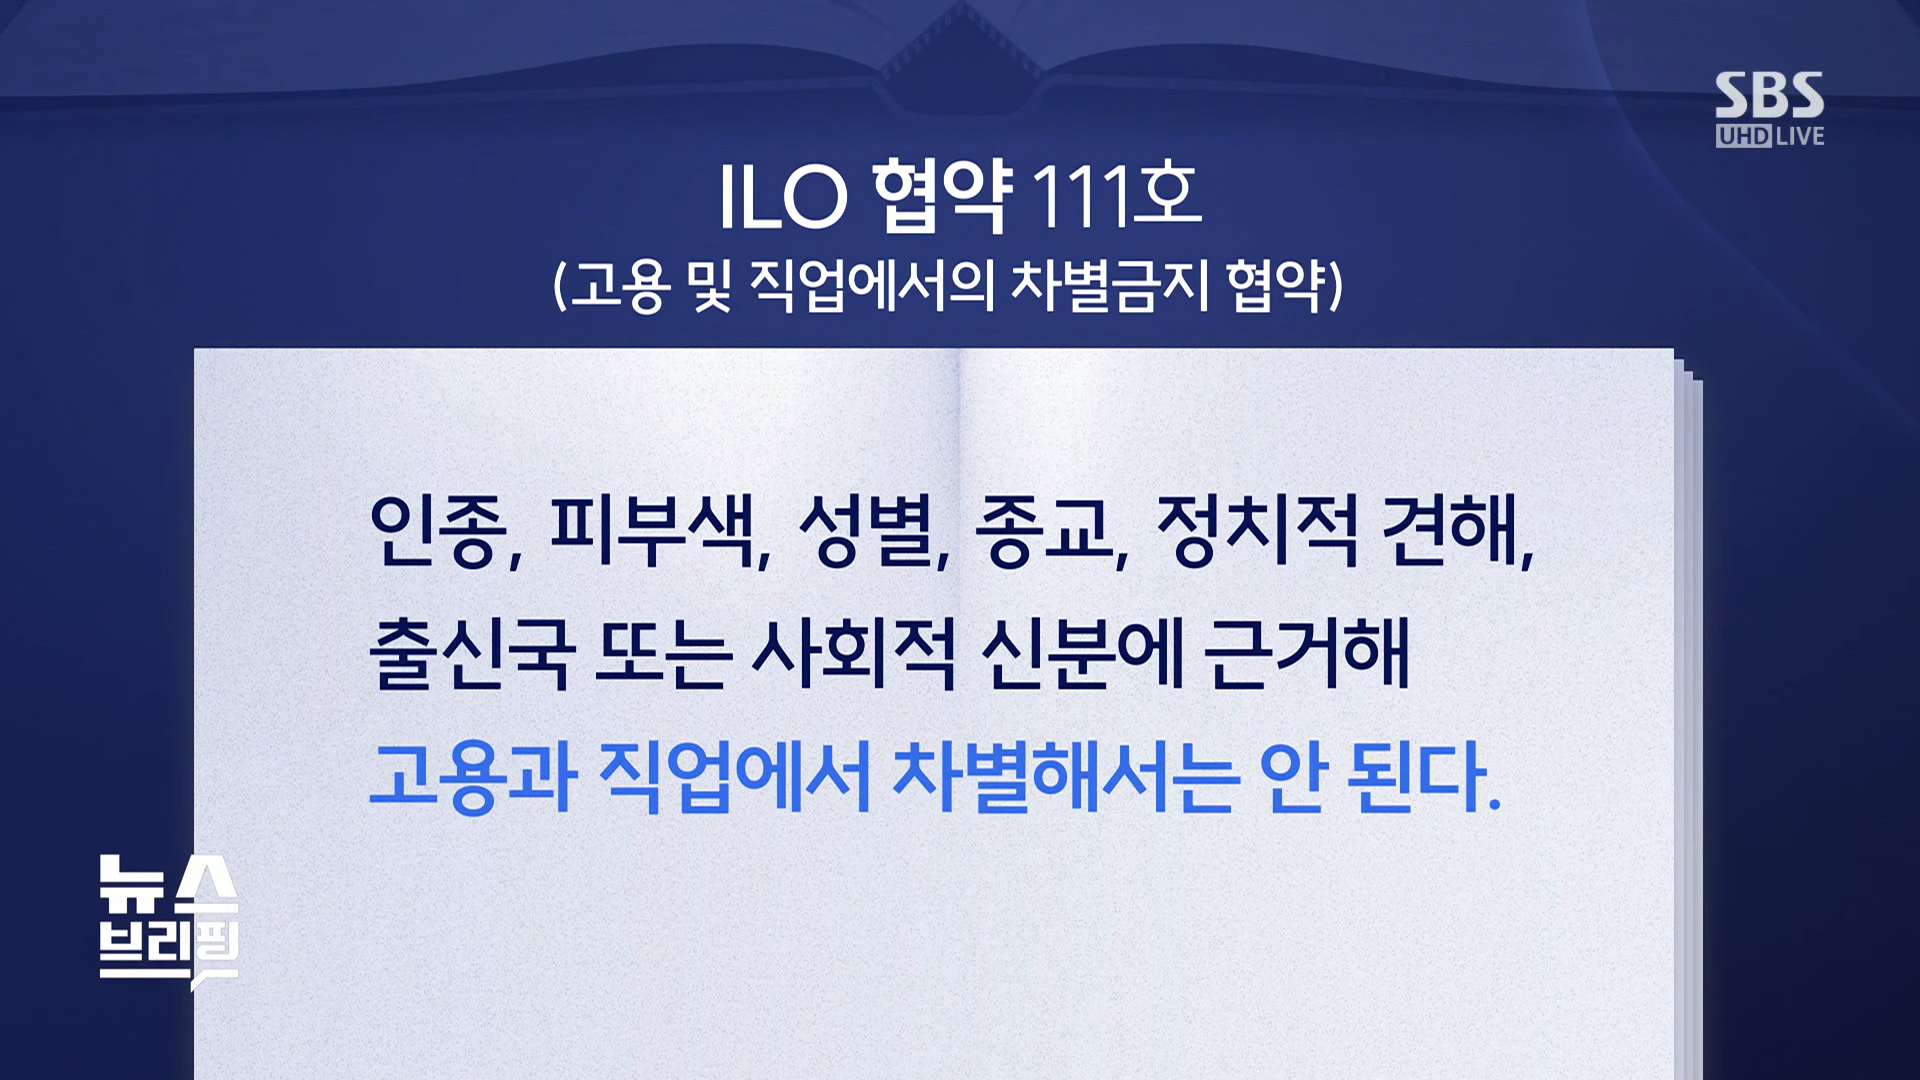 SBS
UHD LIVE
ILO 협약 111호
(고용 및 직업에서의 차별금지 협약)
인종, 피부색, 성별, 종교, 정치적 견해,
출신국 또는 사회적 신분에 근거해
고용과 직업에서 차별해서는 안 된다.
뉴스
브리핑